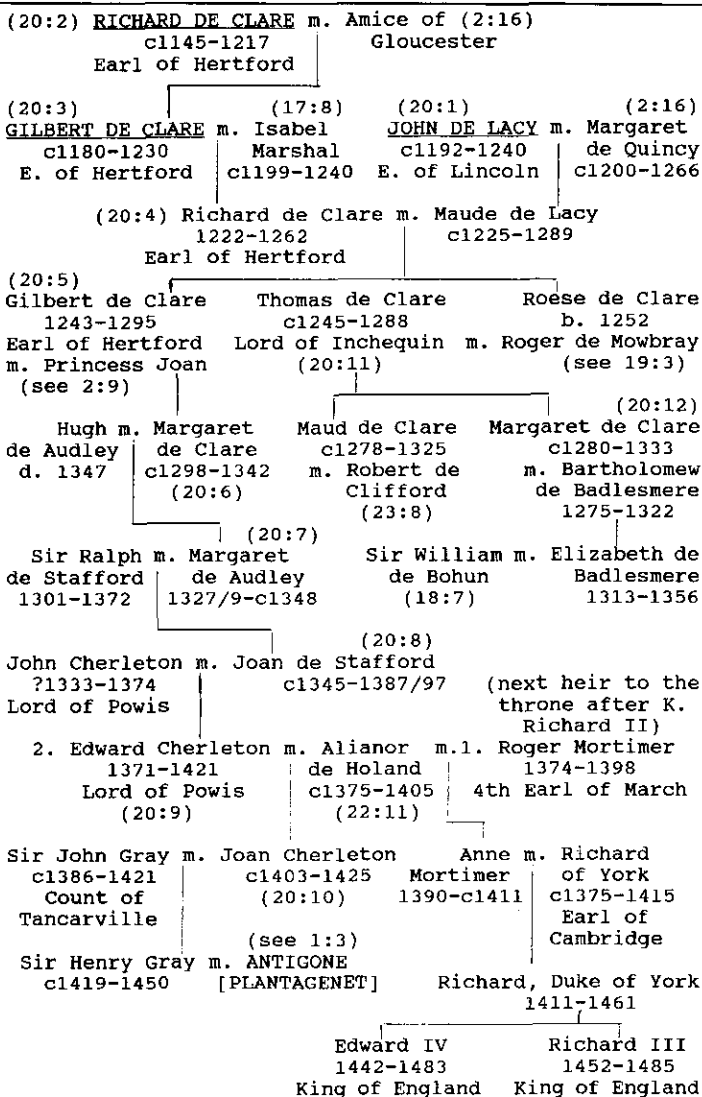 (20:2) RICHARD DE CLARE m. Amice of (2:16)
c1145-1217 Gloucester
Earl of Hertford
(20:3) (17:8) (20:1) (2:16)
GILBERT DE CLARE m. Isabel JOHN DE LACY m. Margaret
c1180-1230 Marshal c1192-1240 de Quincy
E. of Hertford c1199-1240 E. of Lincoln c1200-1266
(20:4) Richard de Clare m. Maude de Lacy
1222-1262 c1225-1289
Earl of Hertford
(20:5)
Gilbert de Clare Thomas de Clare Roese de Clare
1243-1295 c1245-1288 b. 1252
Earl of Hertford Lord of Inchequin m. Roger de Mowbray
m. Princess Joan (20:11) (see 19:3)
(see 2:9)
(20:12)
Hugh m. Margaret Maud de Clare Margaret de Clare
de Audley de Clare c1278-1325 c1280-1333
d. 1347 c1298-1342 m. Robert de m. Bartholomew
(20:6) Clifford de Badlesmere
(23:8) 1275-1322
(20:7)
Sir Ralph m. Margaret Sir William m. Elizabeth de
de Stafford de Audley de Bohun Badlesmere
1301-1372 1327/9-c1348 (18:7) 1313-1356
(20:8)
John Cherleton m. Joan de Stafford
?1333-1374 c1345-1387/97 (next heir to the
Lord of Powis throne after K.
Richard II)
2. Edward Cherleton m. Alianor m.1. Roger Mortimer
1371-1421 de Holand 1374-1398
Lord of Powis c1375-1405 4th Earl of March
(20:9) (22:11)
Sir John Gray m. Joan Cherleton Anne m. Richard
c1386-1421 c1403-1425 Mortimer of York
Count of (20:10) 1390-c1411 c1375-1415
Tancarville Earl of
(see 1:3) Cambridge
Sir Henry Gray m. ANTIGONE
c1419-1450 [PLANTAGENET] Richard, Duke of York
1411-1461
Edward IV Richard III
1442-1483 1452-1485
King of England King of England